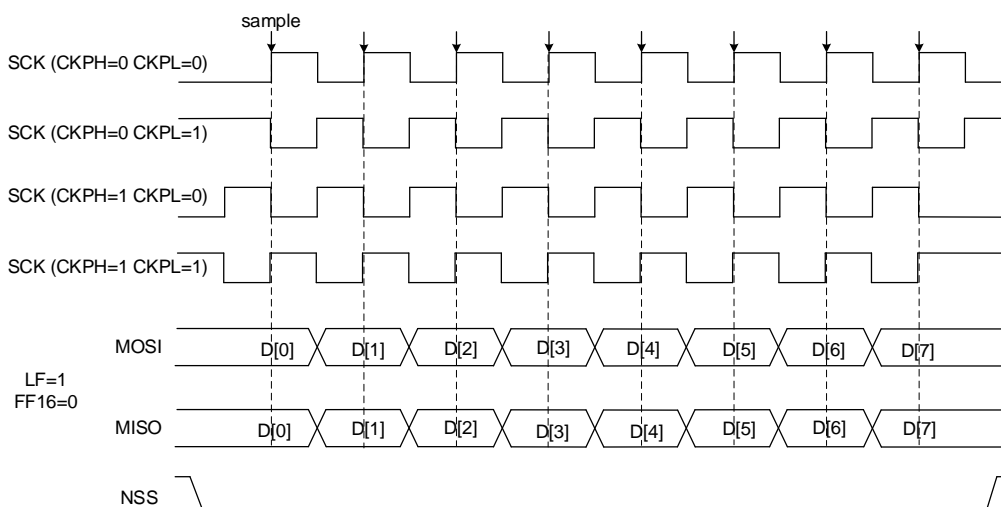 sample
SCK (CKPH=0 CKPL=0)
SCK (CKPH=0 CKPL=1)
SCK (CKPH=1 CKPL=0)
SCK (CKPH=1 CKPL=1)
MOSI D[0] D[1] D[2] D[3] D[4] D[5] D[6] D[7]
LF=1
FF16=0
MISO D[0] D[1] D[2] D[3] D[4] D[5] D[6] D[7]
NSS